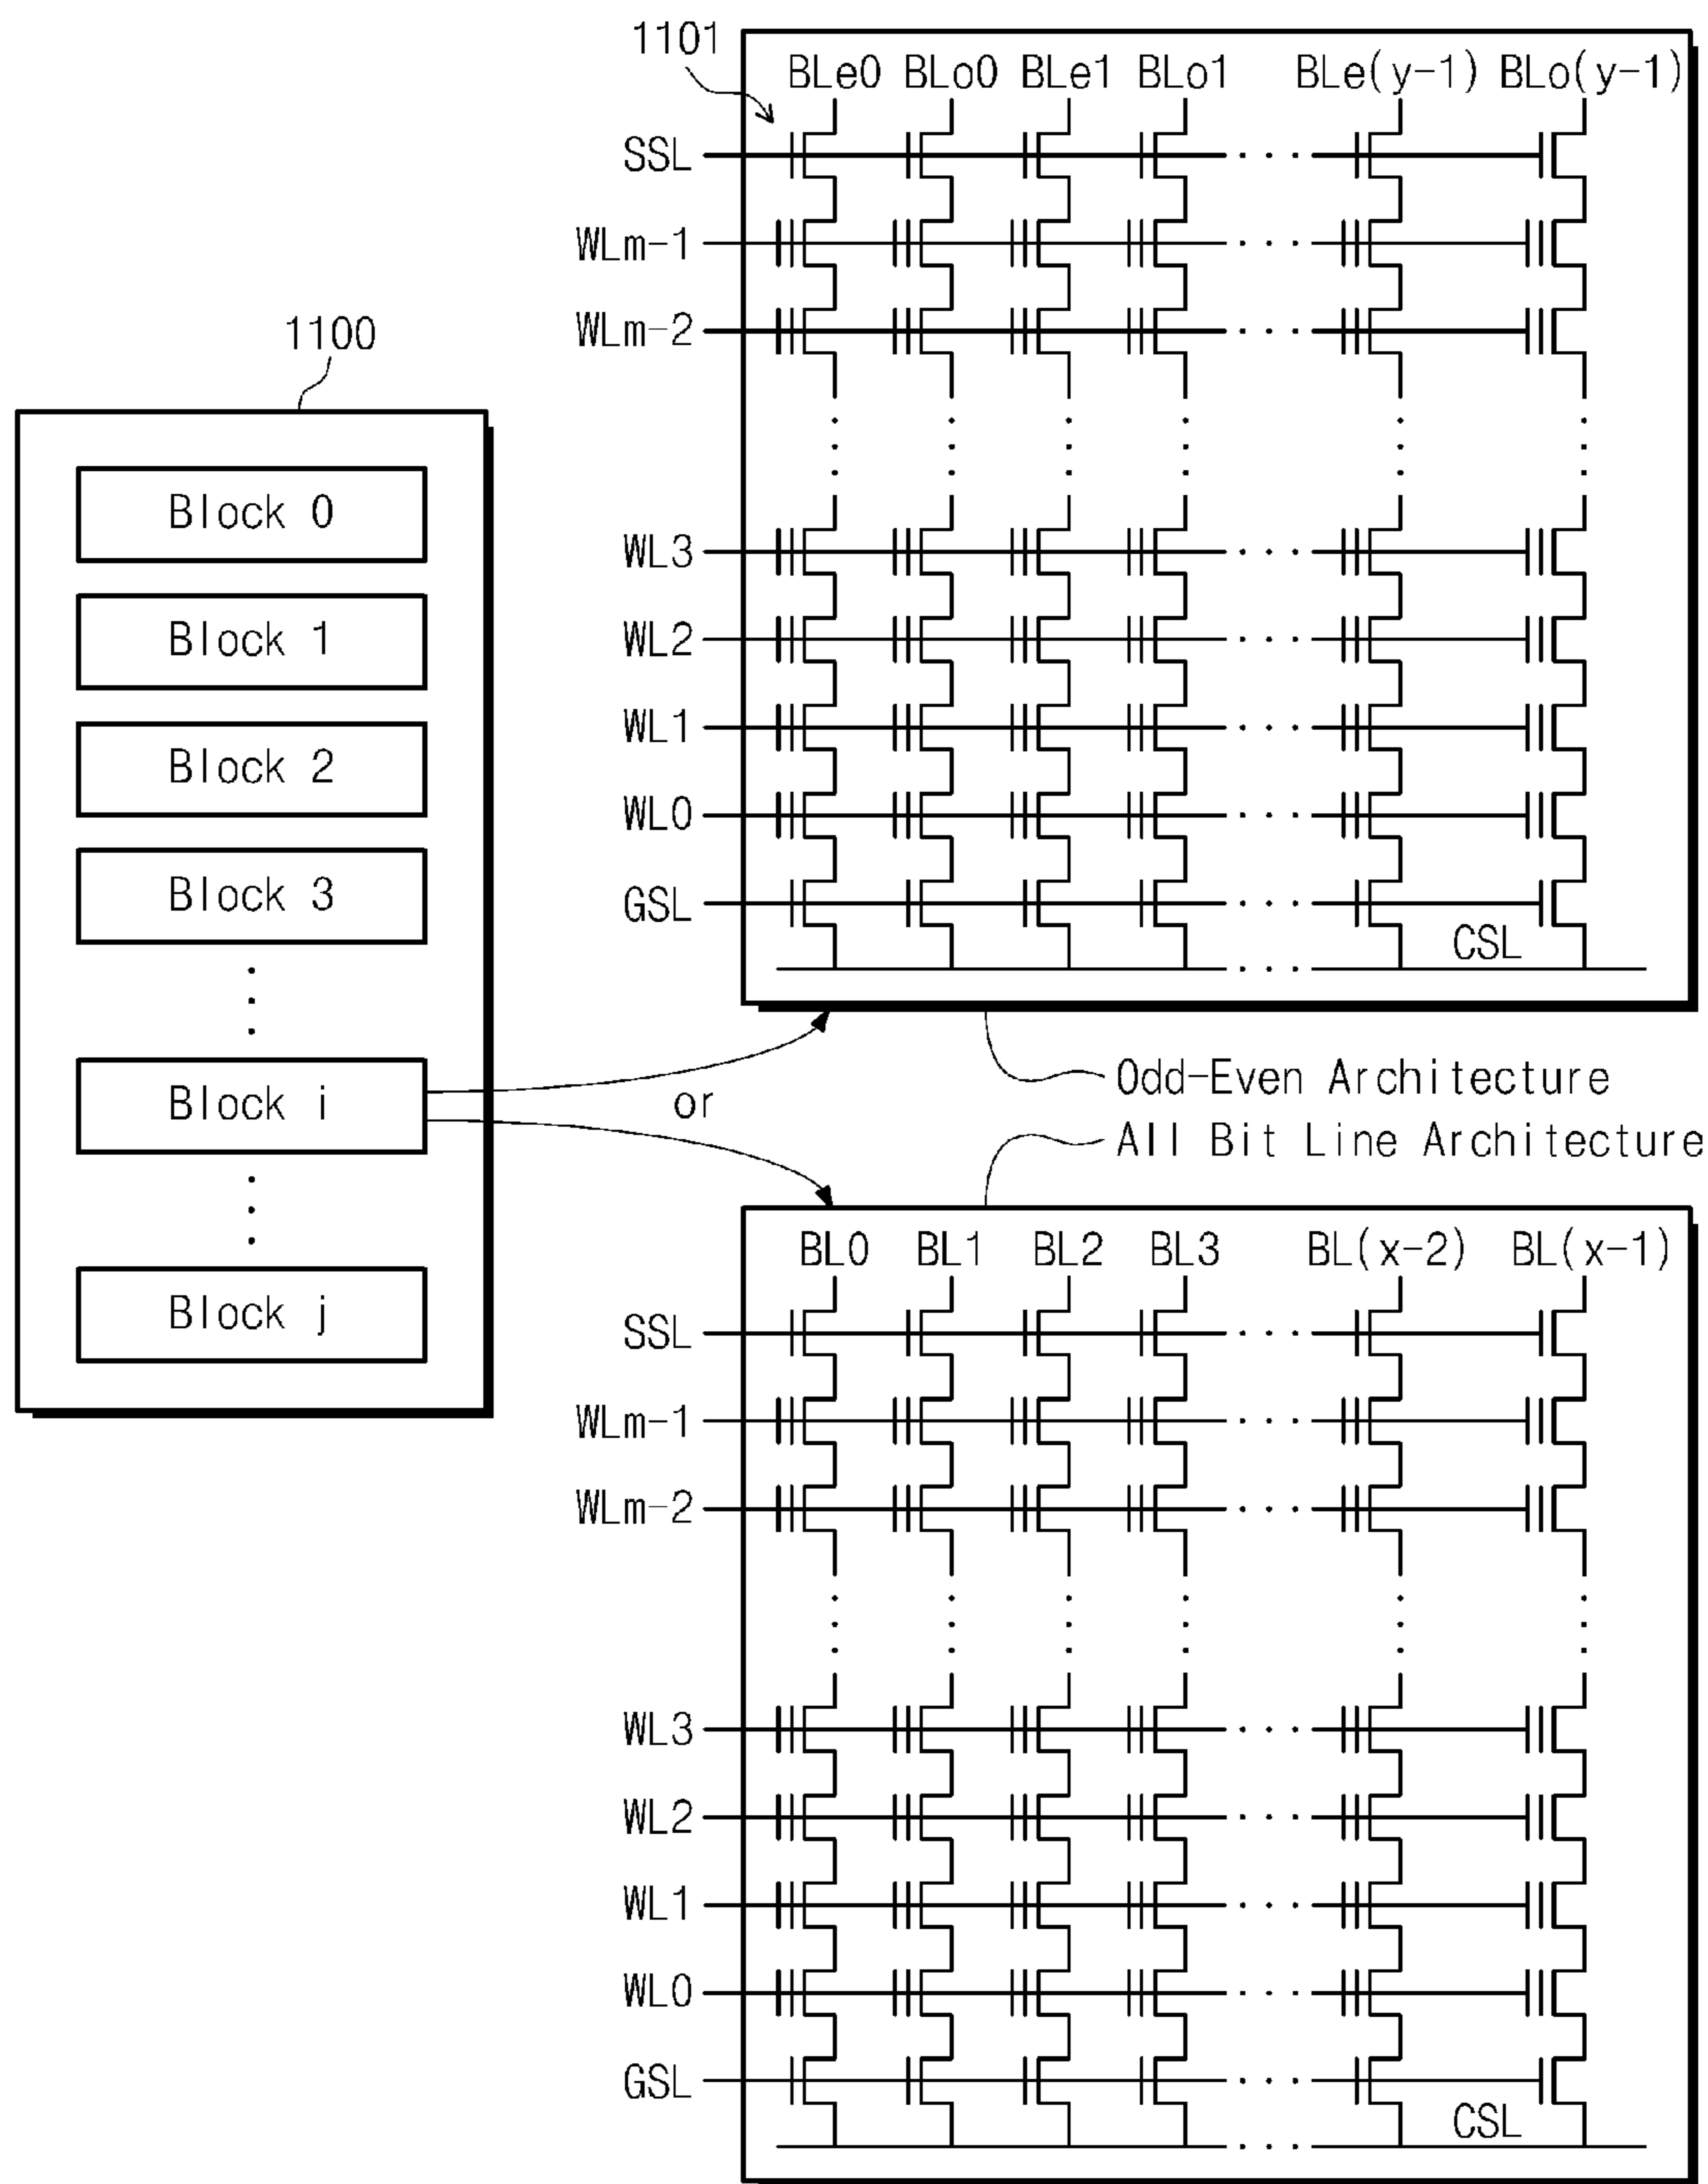 1101
BLe0 BLo0 BLe1 BLo1 BLe(y-1) BLo(y-1)
SSL
WLm-1
WLm-2
WL3
WL2
WL1
WL0
GSL
CSL
1100
Block 0
Block 1
Block 2
Block 3
Block i
Block j
or
Odd-Even Architecture
All Bit Line Architecture
BL0 BL1 BL2 BL3 BL(x-2) BL(x-1)
SSL
WLm-1
WLm-2
WL3
WL2
WL1
WL0
GSL
CSL